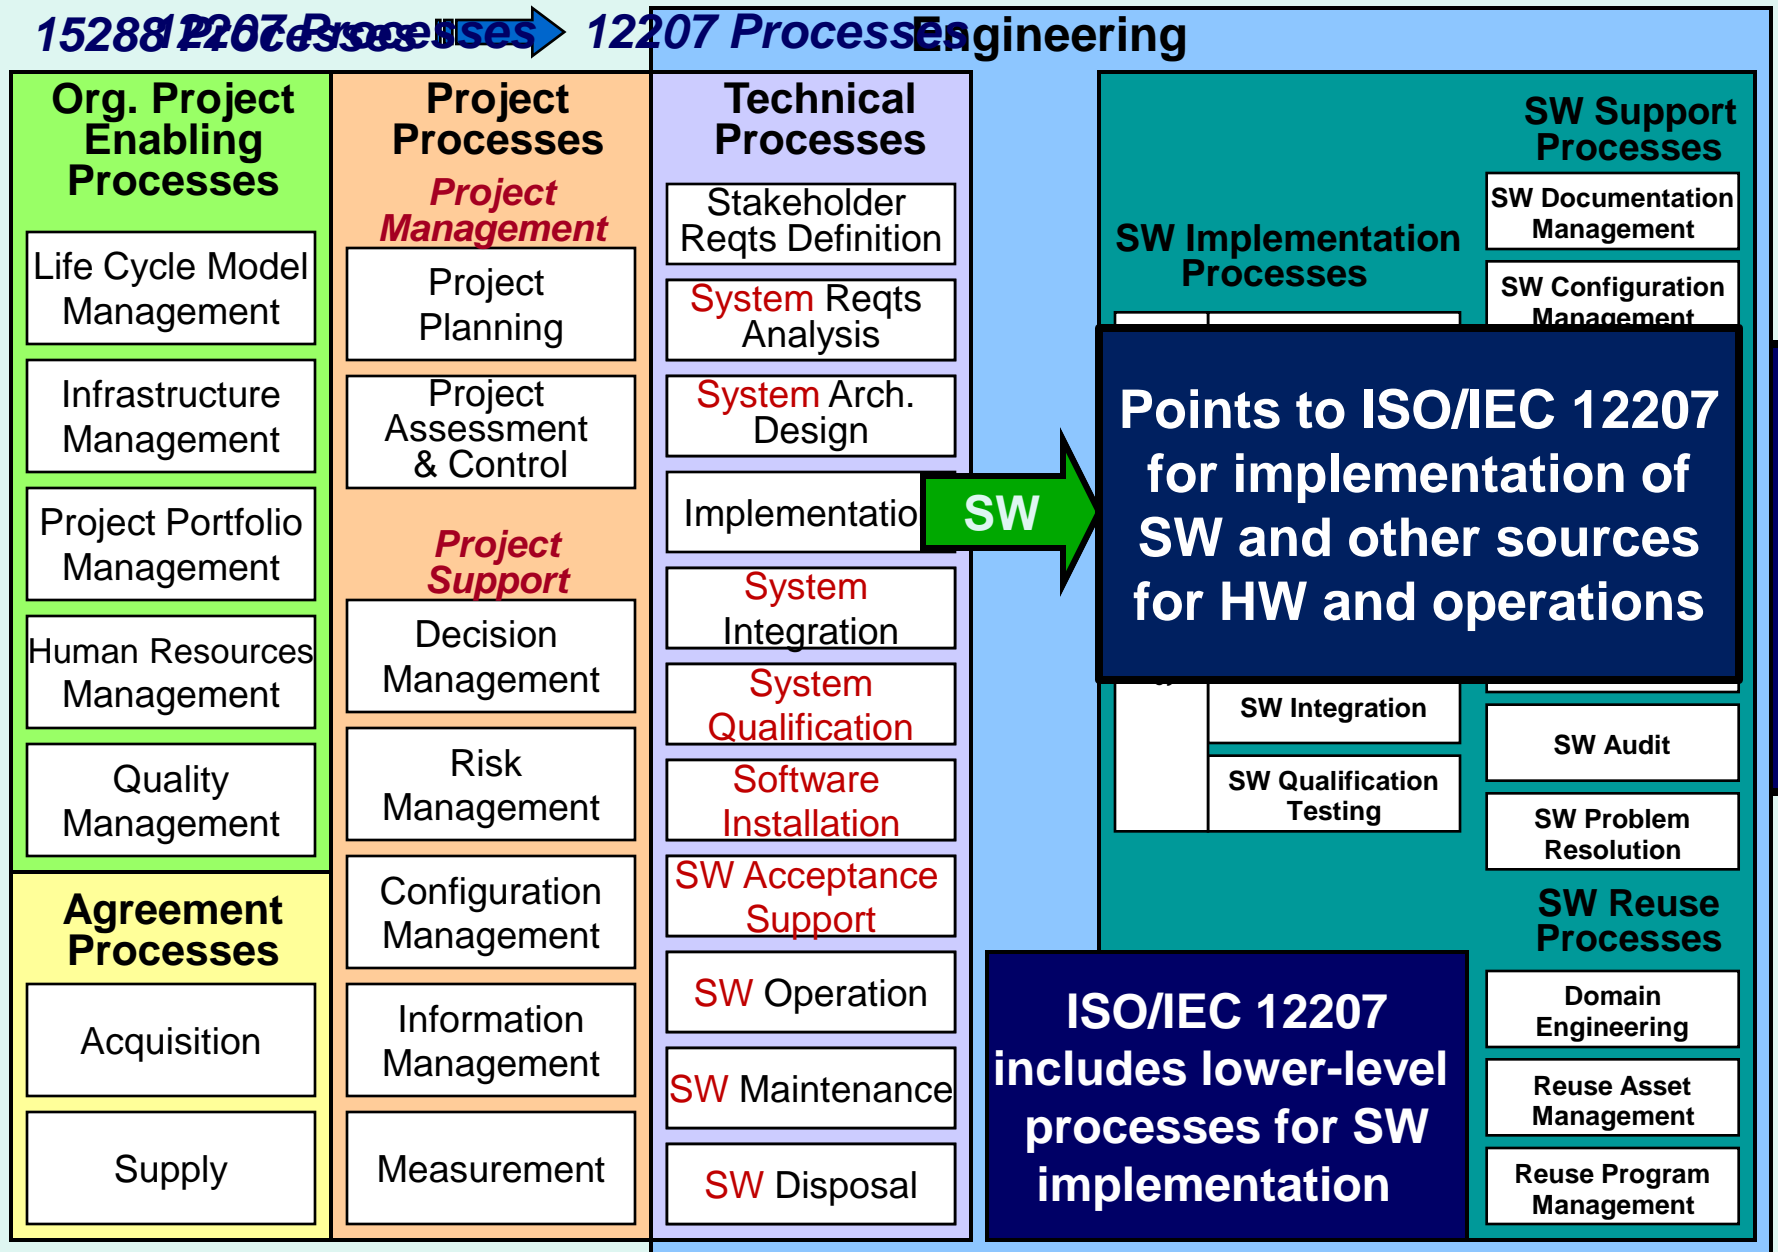 15288 Processes
12207 Processes
12207 Processes
Engineering
Org. Project
Enabling
Processes
Life Cycle Model
Management
Infrastructure
Management
Project Portfolio
Management
Human Resources
Management
Quality
Management
Agreement
Processes
Acquisition
Supply
Project
Processes
Project
Management
Project
Planning
Project
Assessment
& Control
Project
Support
Decision
Management
Risk
Management
Configuration
Management
Information
Management
Measurement
Technical
Processes
Stakeholder
Reqts Definition
System Reqts
Analysis
System Arch.
Design
Implementatio
System
Integration
System
Qualification
Software
Installation
SW Acceptance
Support
SW Operation
SW Maintenance
SW Disposal
SW
SW Implementation
Processes
Points to ISO/IEC 12207
for implementation of
SW and other sources
for HW and operations
SW Integration
SW Qualification
Testing
ISO/IEC 12207
includes lower-level
processes for SW
implementation
SW Support
Processes
SW Documentation
Management
SW Configuration
Management
SW Audit
SW Problem
Resolution
SW Reuse
Processes
Domain
Engineering
Reuse Asset
Management
Reuse Program
Management